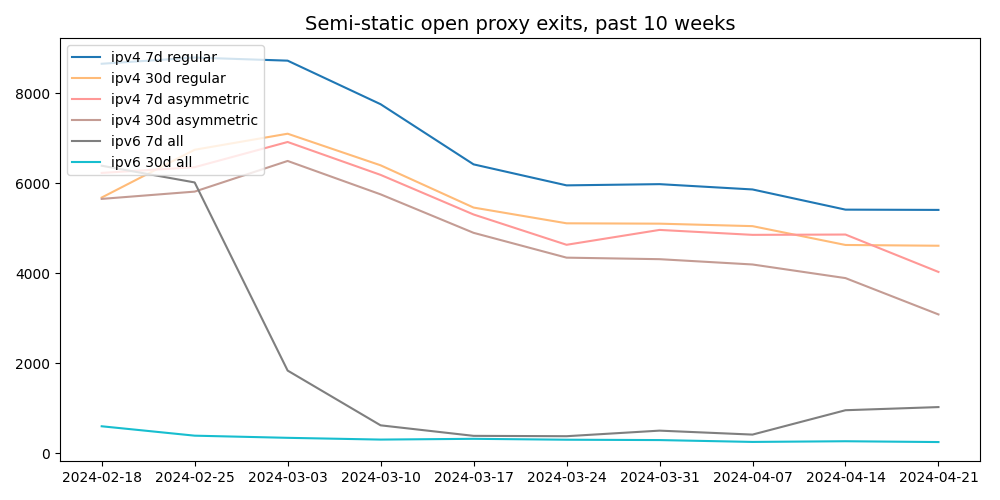 Semi-static open proxy exits, past 10 weeks
ipv4 7d regular
ipv4 30d regular
ipv4 7d asymmetric
ipv4 30d asymmetric
ipv6 7d all
ipv6 30d all
8000
6000
4000
2000
0
2024-02-18 2024-02-25 2024-03-03 2024-03-10 2024-03-17 2024-03-24 2024-03-31 2024-04-07 2024-04-14 2024-04-21